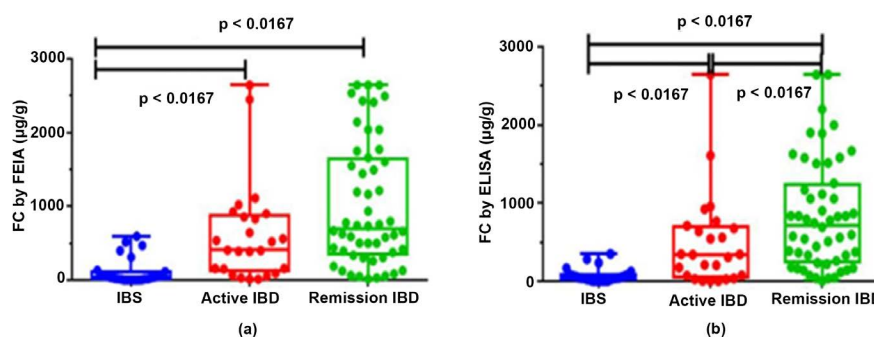 p < 0.0167
p < 0.0167
FC by FEIA (µg/g)
3000
2000
1000
0
IBS Active IBD Remission IBD
(a)
p < 0.0167
p < 0.0167 p < 0.0167
FC by ELISA (µg/g)
3000
2000
1000
0
IBS Active IBD Remission IBD
(b)